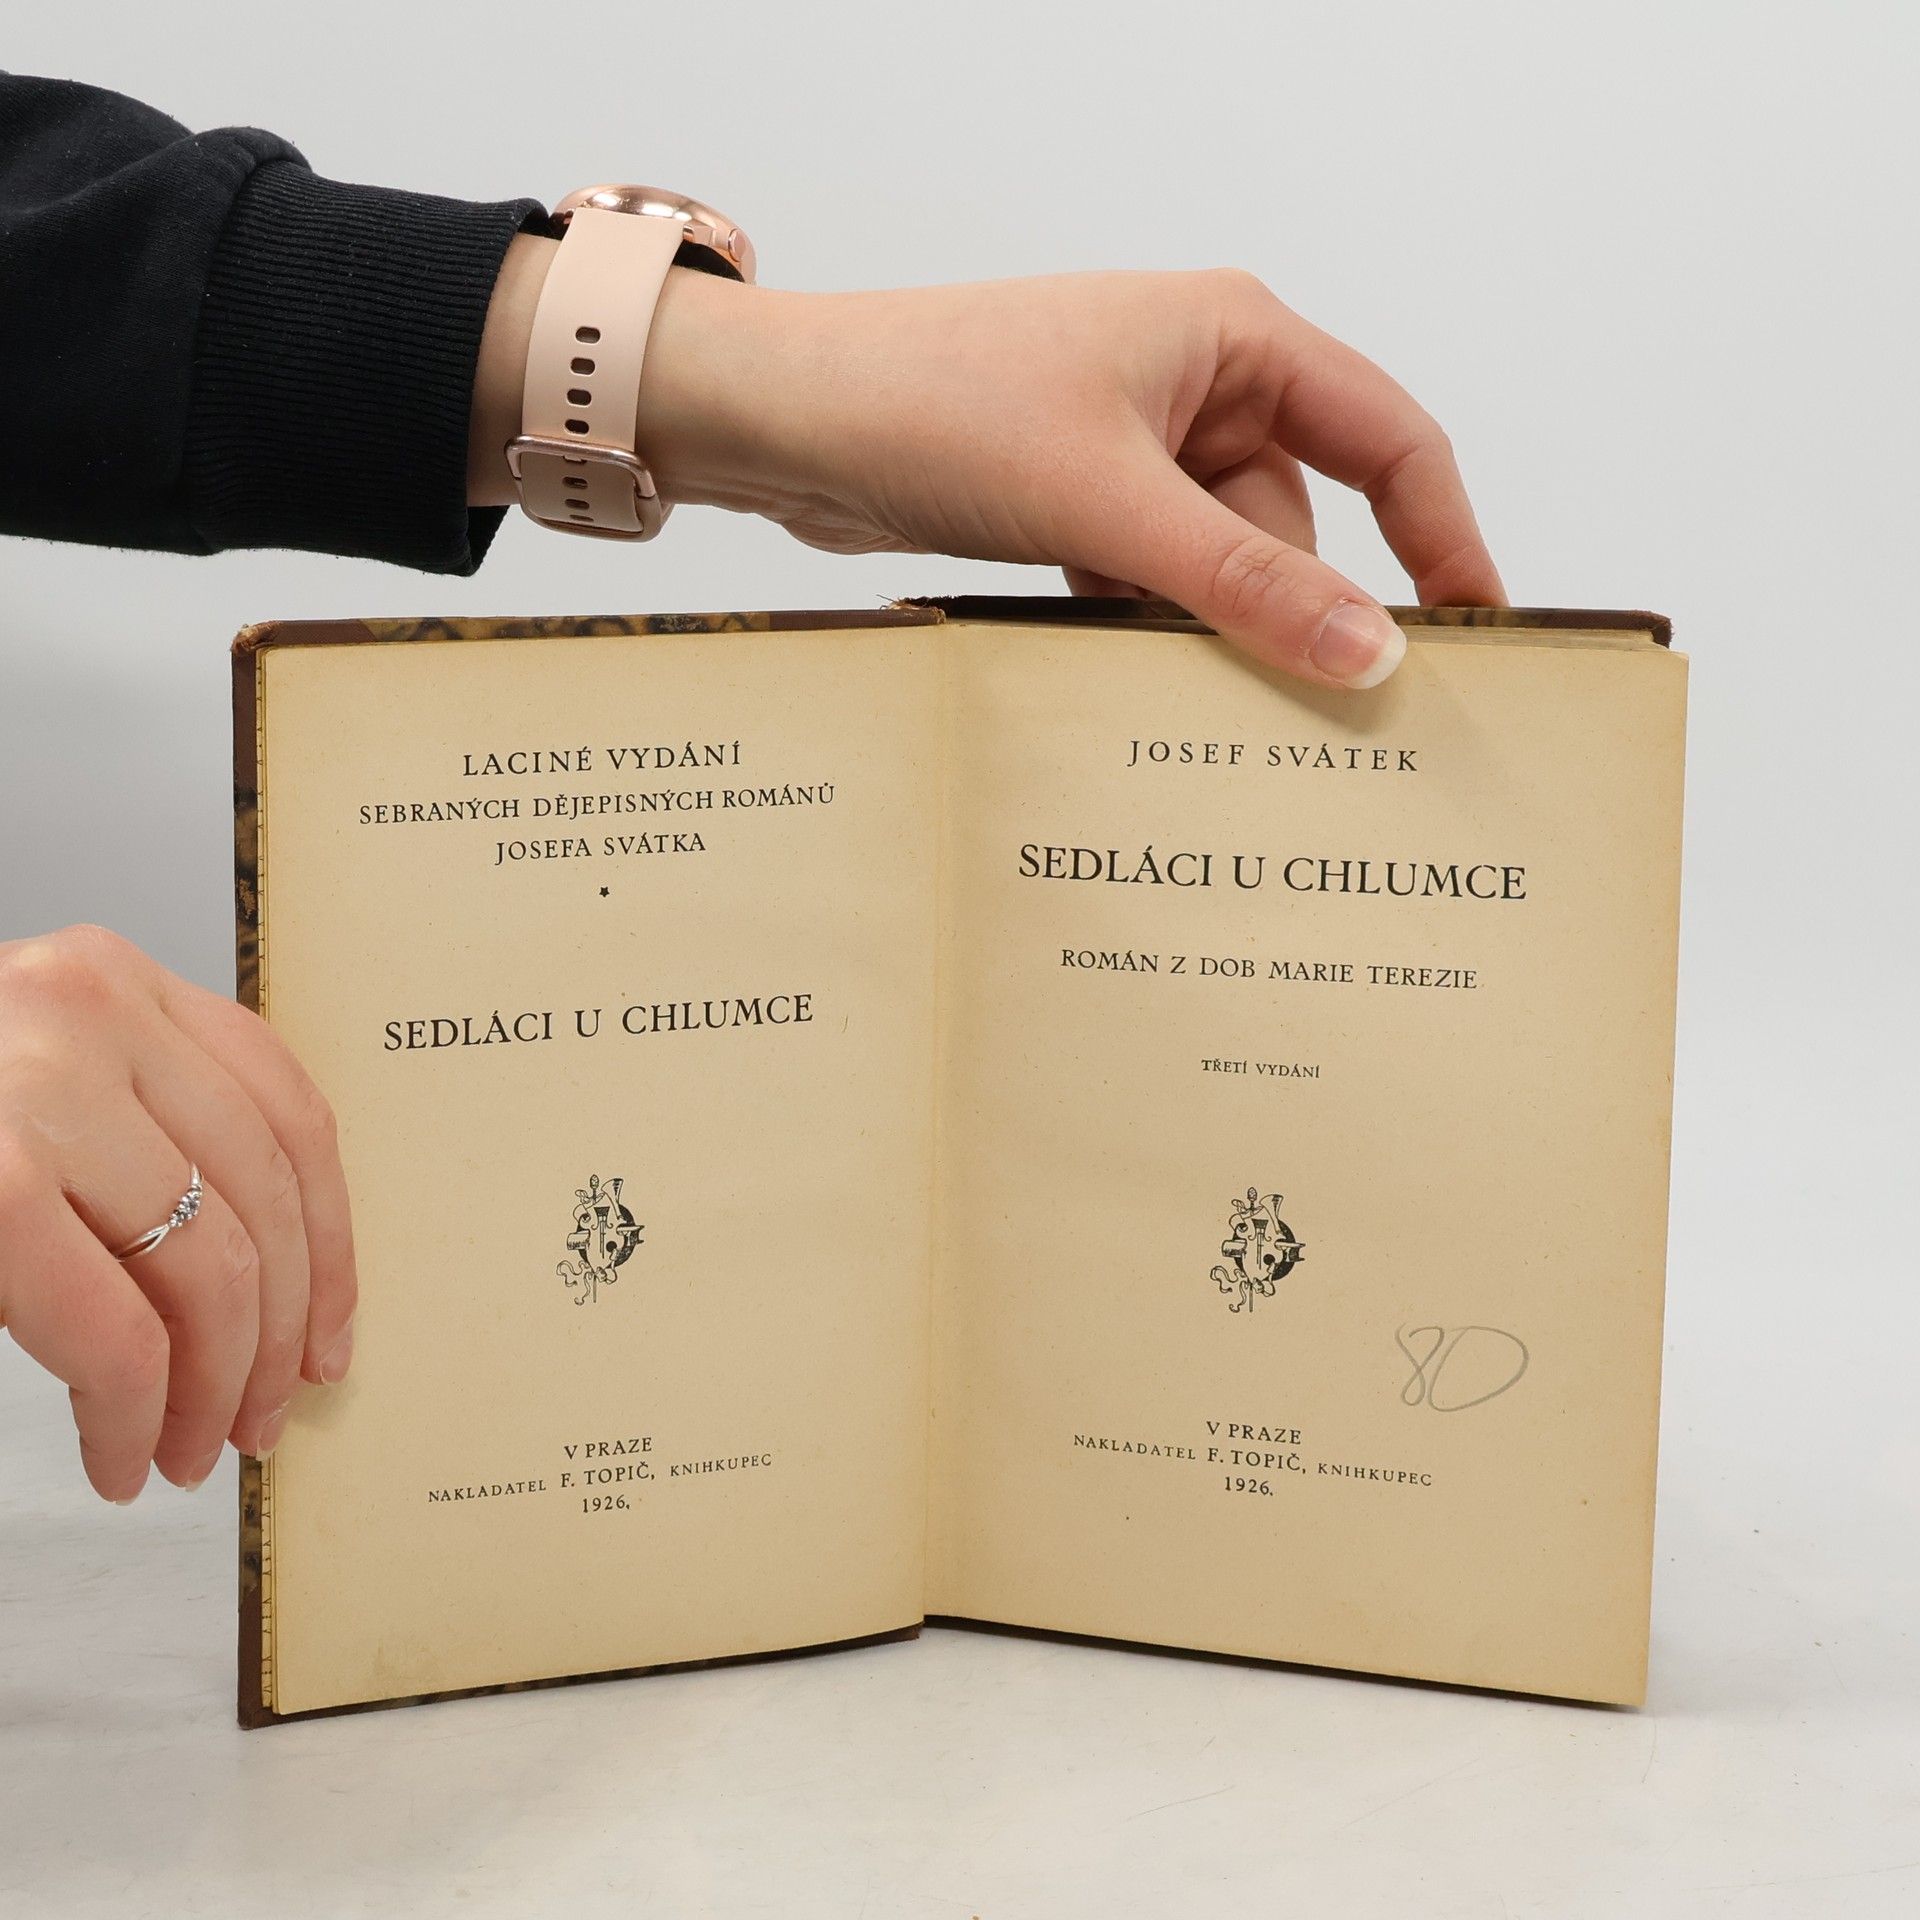 LACINÉ VYDÁNÍ
SEBRANÝCH DĚJEPISNÝCH ROMÁNŮ
JOSEFA SVÁTKA
SEDLÁCI U CHLUMCE
V PRAZE
NAKLADATEL F. TOPIČ, KNIHKUPEC
1926.
JOSEF SVÁTEK
SEDLÁCI U CHLUMCE
ROMÁN Z DOB MARIE TEREZIE
TŘETÍ VYDÁNÍ
80
V PRAZE
NAKLADATEL F. TOPIČ, KNIHKUPEC
1926.